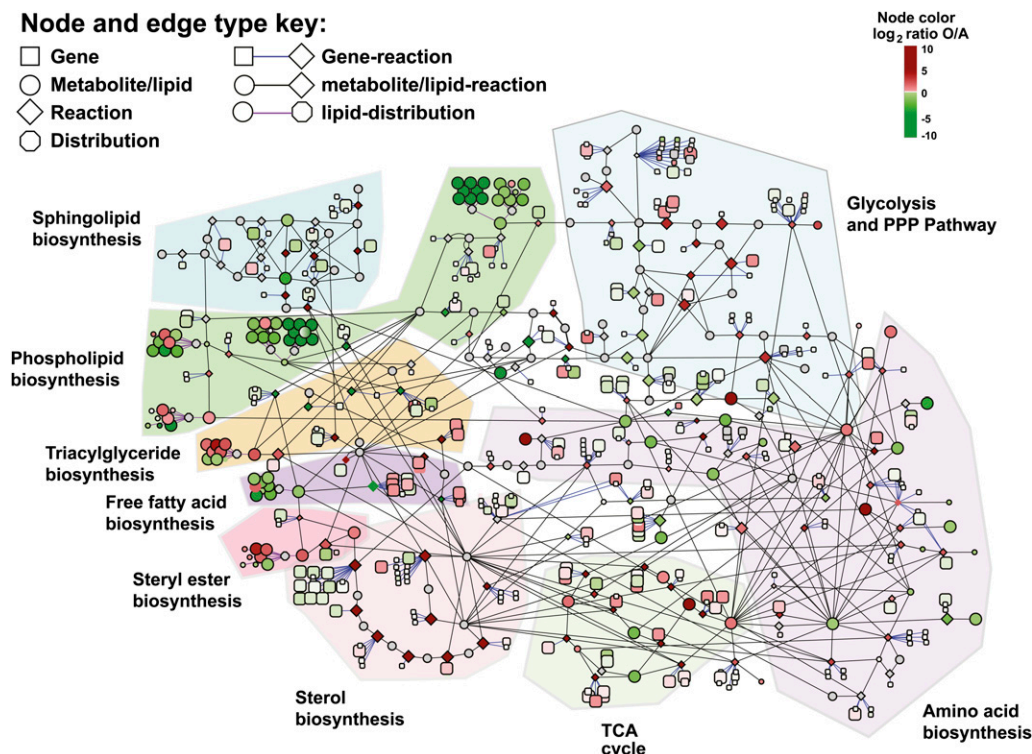 Node and edge type key:
Gene
Gene-reaction
Metabolite/lipid
metabolite/lipid-reaction
Reaction
lipid-distribution
Distribution
Node color
log2 ratio O/A
10
5
0
-5
-10
Sphingolipid
biosynthesis
Glycolysis
and PPP Pathway
Phospholipid
biosynthesis
Triacylglyceride
biosynthesis
Free fatty acid
biosynthesis
Steryl ester
biosynthesis
Sterol
biosynthesis
TCA
cycle
Amino acid
biosynthesis